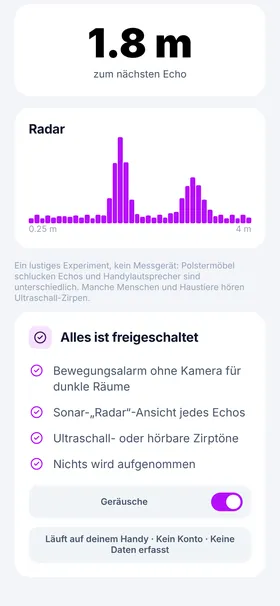 1.8 m
zum nächsten Echo
Radar
0.25 m
4 m
Ein lustiges Experiment, kein Messgerät: Polstermöbel
schlucken Echos und Handylautsprecher sind
unterschiedlich. Manche Menschen und Haustiere hören
Ultraschall-Zirpen.
Alles ist freigeschaltet
Bewegungsalarm ohne Kamera für
dunkle Räume
Sonar-„Radar“-Ansicht jedes Echos
Ultraschall- oder hörbare Zirptöne
Nichts wird aufgenommen
Geräusche
Läuft auf deinem Handy · Kein Konto · Keine
Daten erfasst